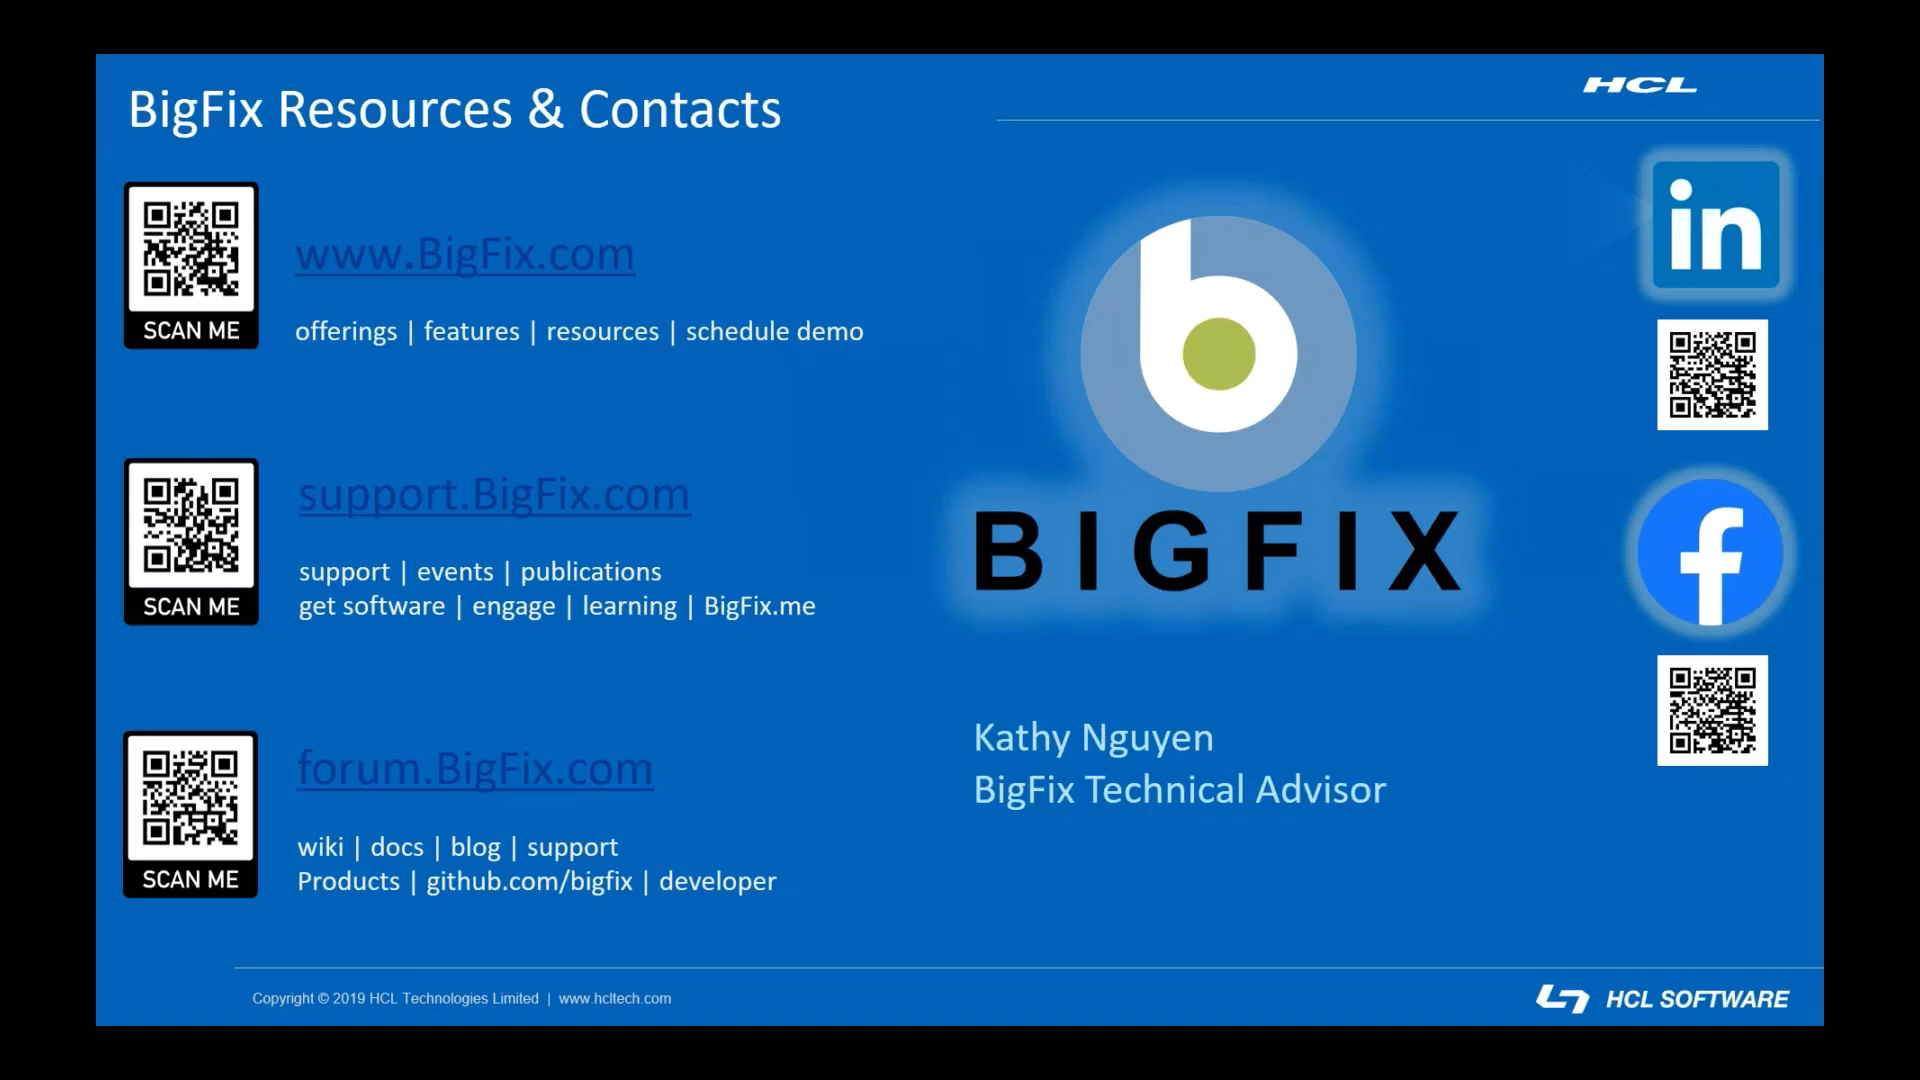 BigFix Resources & Contacts
HCL
SCAN ME
www.BigFix.com
offerings | features | resources | schedule demo
SCAN ME
support.BigFix.com
support | events | publications
get software | engage | learning | BigFix.me
SCAN ME
forum.BigFix.com
wiki | docs | blog | support
Products | github.com/bigfix | developer
b
BIGFIX
Kathy Nguyen
BigFix Technical Advisor
in
f
Copyright © 2019 HCL Technologies Limited | www.hcltech.com
HCL SOFTWARE